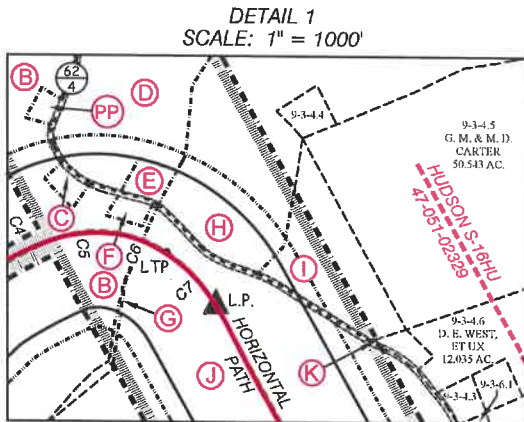 DETAIL 1
SCALE: 1" = 1000'
B
62
4
PP
D
9-3-4.4
9-3-4.5
G. M. & M. D.
CARTER
50.543 AC.
HUDSON S-16HU
47-051-02329
E
C
H
F
C4
C5
C6
LTP
B
C7
I
G
L.P.
HORIZONTAL
PATH
J
K
9-3-4.6
D. E. WEST,
ET UX
12.035 AC.
9-3-4.3
9-3-6.1